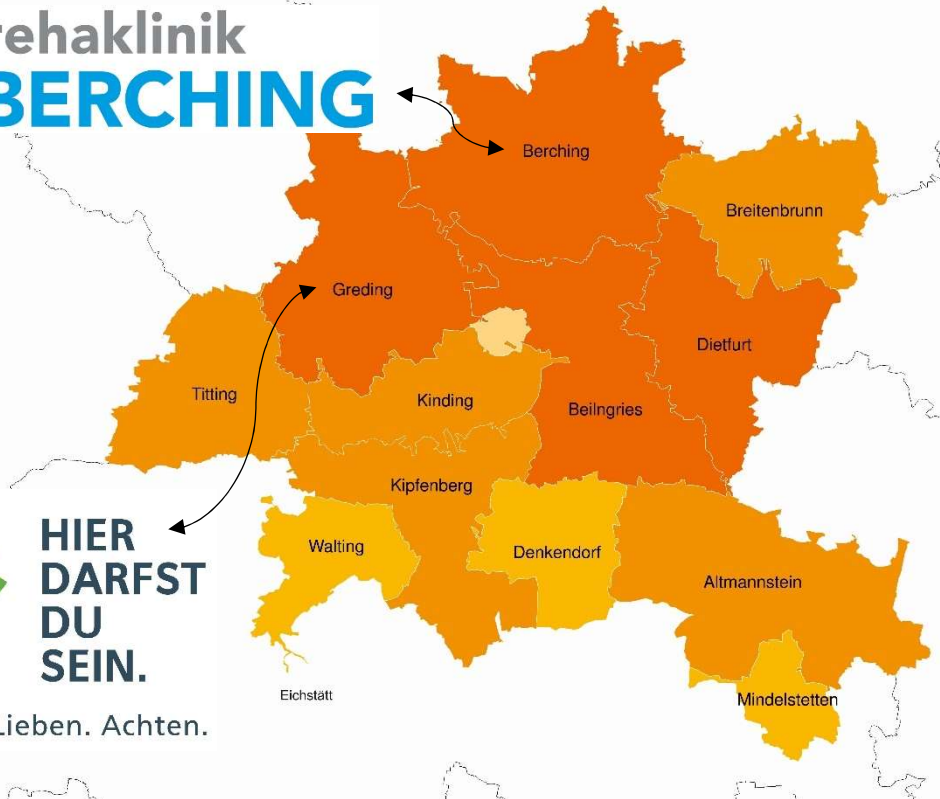 rehaklinik
BERCHING
Berching
Breitenbrunn
Greding
Dietfurt
Titting
Kinding
Beilngries
Kipfenberg
Walting
Denkendorf
Altmannstein
Eichstätt
Mindelstetten
HIER
DARFST
DU
SEIN.
Lieben. Achten.